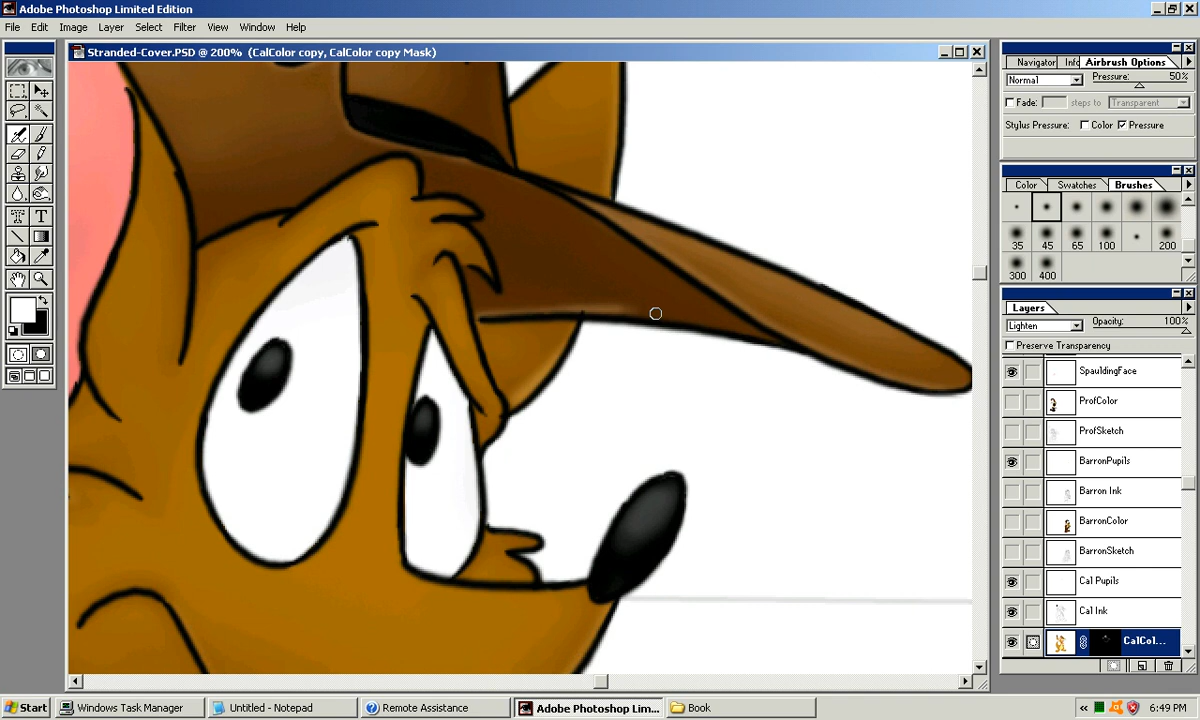 Adobe Photoshop Limited Edition
File Edit Image Layer Select Filter View Window Help
Stranded-Cover.PSD @ 200% (CalColor copy, CalColor copy Mask)
Navigator Info Airbrush Options
Normal Pressure: 50%
Fade: steps to Transparent
Stylus Pressure: Color Pressure
Color Swatches Brushes
35 45 65 100 200
300 400
Layers
Lighten Opacity: 100%
Preserve Transparency
SpauldingFace
ProfColor
ProfSketch
BarronPupils
Barron Ink
BarronColor
BarronSketch
Cal Pupils
Cal Ink
CalCol...
Start Windows Task Manager Untitled - Notepad Remote Assistance Adobe Photoshop Lim... Book 6:49 PM